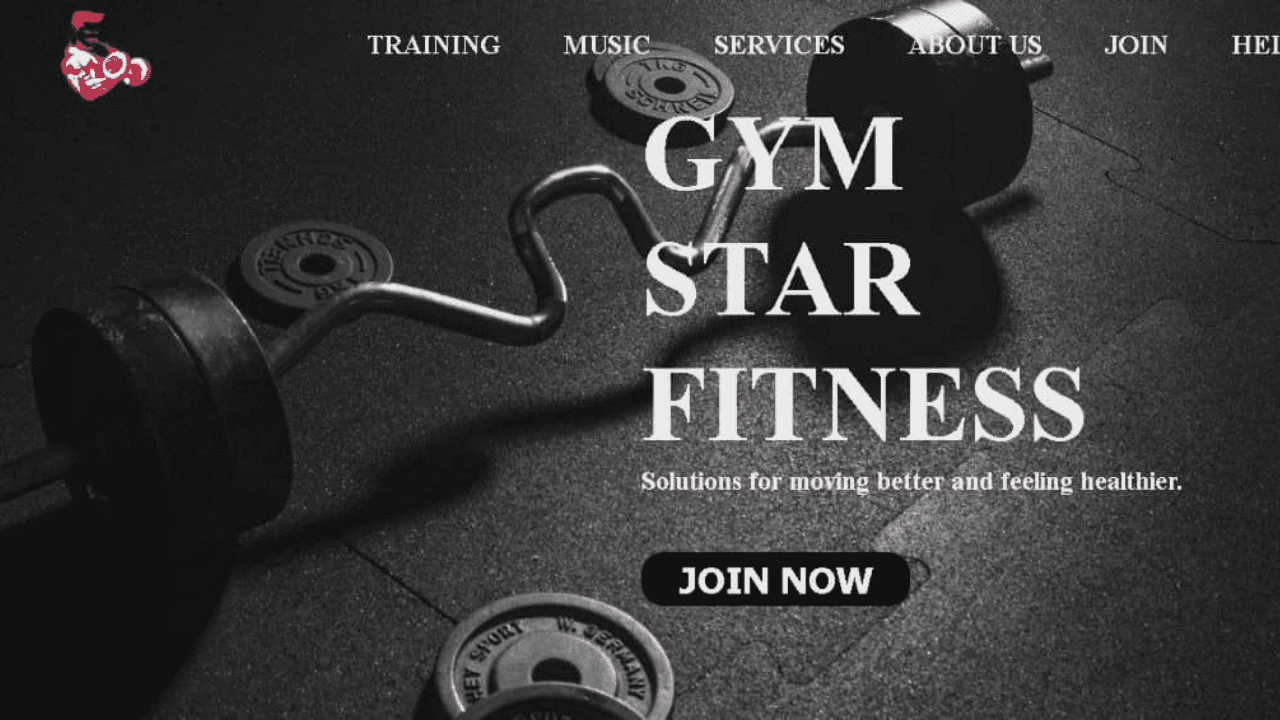 TRAINING MUSIC SERVICES ABOUT US JOIN HEL
GYM
STAR
FITNESS
Solutions for moving better and feeling healthier.
JOIN NOW
W. GERMANY